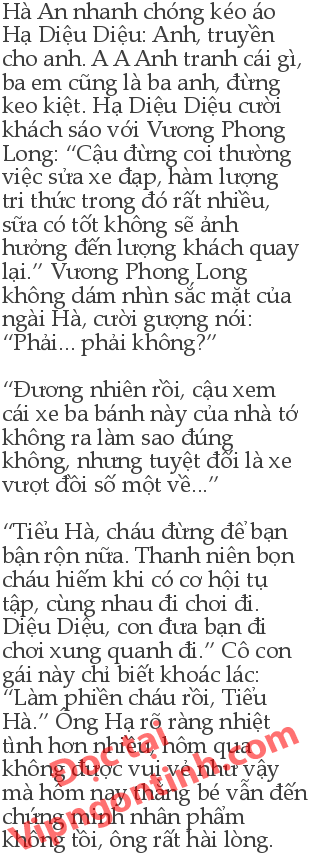 Hà An nhanh chóng kéo áo
Hạ Diệu Diệu: Anh, truyền
cho anh. A A Anh tranh cái gì,
ba em cũng là ba anh, đừng
keo kiệt. Hạ Diệu Diệu cười
khách sáo với Vương Phong
Long: “Cậu đừng coi thường
việc sửa xe đạp, hàm lượng
tri thức trong đó rất nhiều,
sữa có tốt không sẽ ảnh
hưởng đến lượng khách quay
lại.” Vương Phong Long
không dám nhìn sắc mặt của
ngài Hà, cười gượng nói:
“Phải... phải không?”
“Đương nhiên rồi, cậu xem
cái xe ba bánh này của nhà tớ
không ra làm sao đúng
không, nhưng tuyệt đối là xe
vượt đồi số một về...”
“Tiểu Hà, cháu đừng để bạn
bận rộn nữa. Thanh niên bọn
cháu hiếm khi có cơ hội tụ
tập, cùng nhau đi chơi đi.
Diệu Diệu, con đưa bạn đi
chơi xung quanh đi.” Cô con
gái này chỉ biết khoác lác:
“Làm phiền cháu rồi, Tiểu
Hà.” Ông Hạ rõ ràng nhiệt
tình hơn nhiều, hôm qua
không được vui vẻ như vậy
mà hôm nay thằng bé vẫn đến
chứng minh nhân phẩm
không tồi, ông rất hài lòng.
Đọc tại
Vipngontinh.com